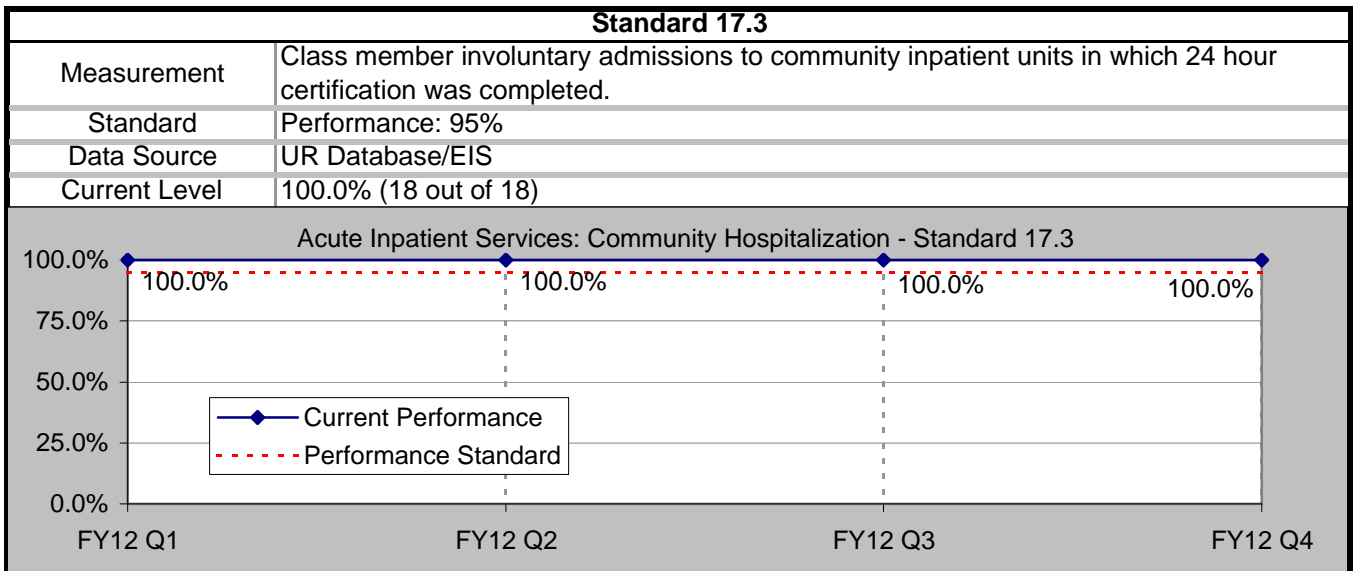 Standard 17.3
Measurement
Class member involuntary admissions to community inpatient units in which 24 hour
certification was completed.
Standard
Performance: 95%
Data Source
UR Database/EIS
Current Level
100.0% (18 out of 18)
Acute Inpatient Services: Community Hospitalization - Standard 17.3
100.0%
100.0%
100.0%
100.0%
100.0%
75.0%
50.0%
25.0%
0.0%
Current Performance
Performance Standard
FY12 Q1
FY12 Q2
FY12 Q3
FY12 Q4